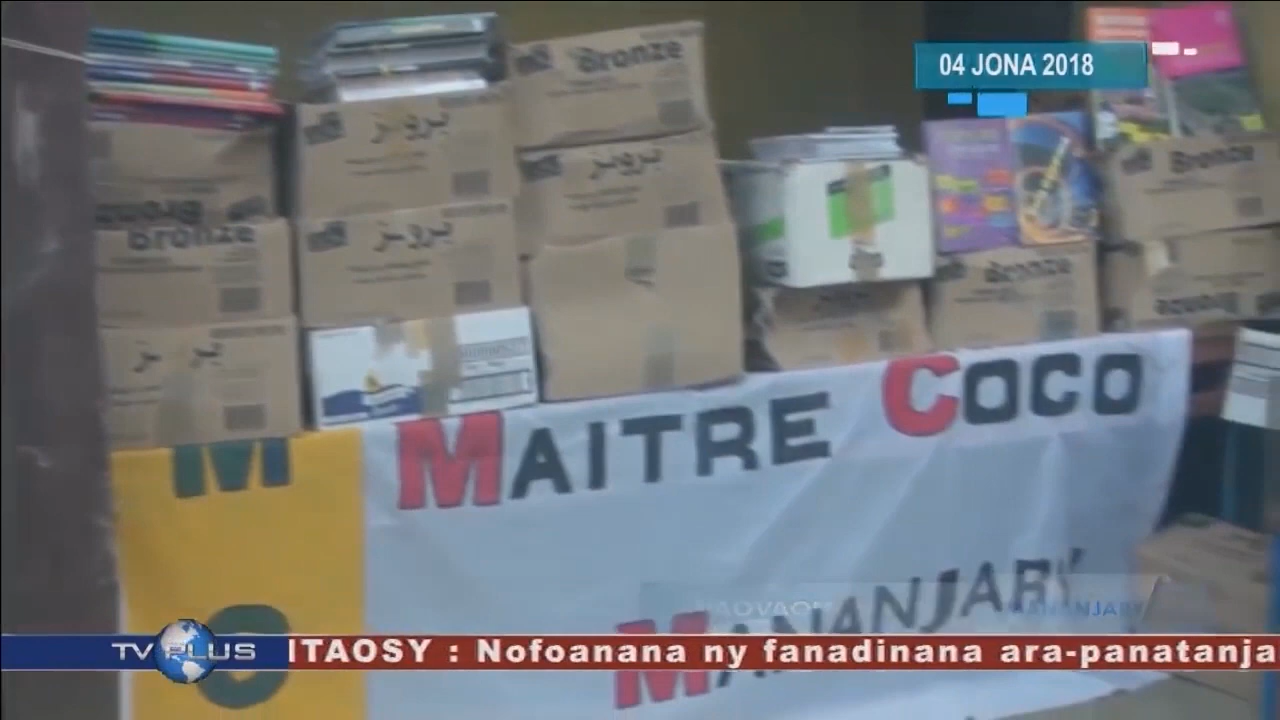 04 JONA 2018
Bronze
برونز
Bronze
برونز
برونز
Bronze
Bronze
برونز
Bronze
MAITRE COCO
M
MANANJARY
C
TV PLUS
ITAOSY : Nofoanana ny fanadinana ara-panatanja